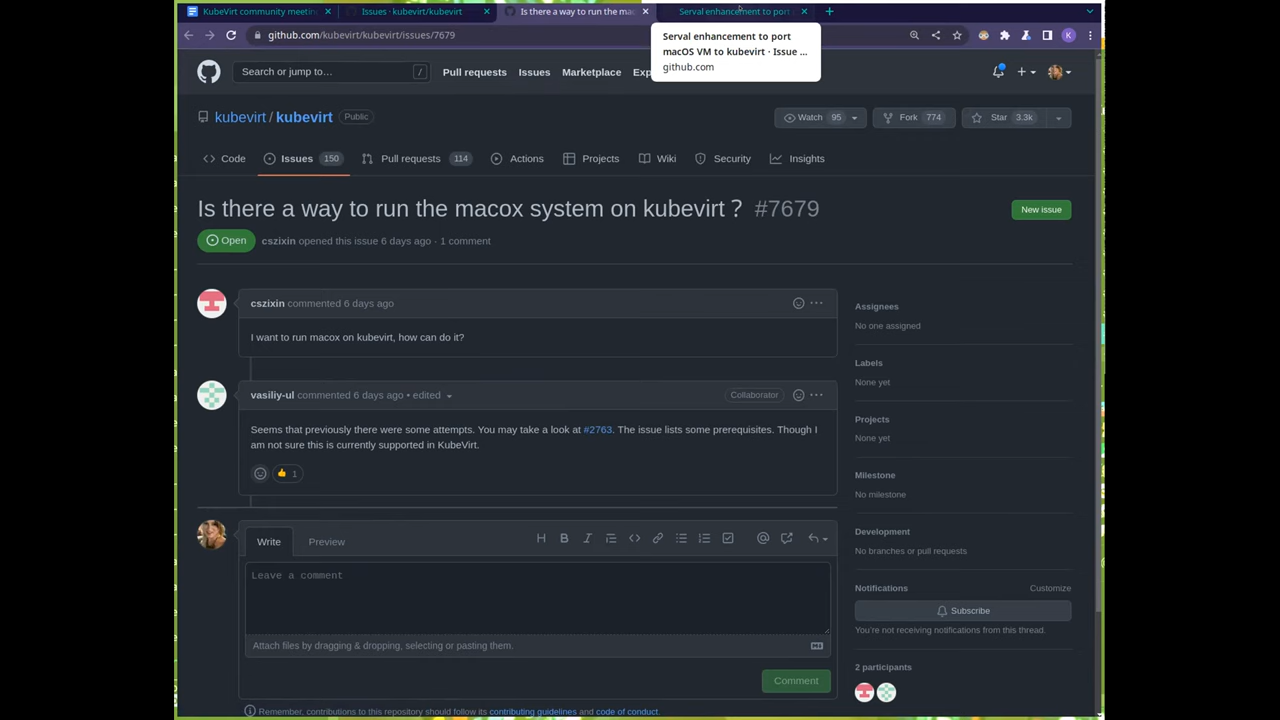 KubeVirt community meetin
Issues · kubevirt/kubevirt
Is there a way to run the mac
Serval enhancement to port
github.com/kubevirt/kubevirt/issues/7679
K
Serval enhancement to port
macOS VM to kubevirt · Issue ...
github.com
Search or jump to...
/
Pull requests
Issues
Marketplace
Exp
kubevirt / kubevirt
Public
Watch 95
Fork 774
Star 3.3k
Code
Issues 150
Pull requests 114
Actions
Projects
Wiki
Security
Insights
Is there a way to run the macox system on kubevirt ? #7679
New issue
Open
cszixin opened this issue 6 days ago · 1 comment
cszixin commented 6 days ago
I want to run macox on kubevirt, how can do it?
vasiliy-ul commented 6 days ago • edited
Collaborator
Seems that previously there were some attempts. You may take a look at #2763. The issue lists some prerequisites. Though I
am not sure this is currently supported in KubeVirt.
👍 1
Write
Preview
Leave a comment
Attach files by dragging & dropping, selecting or pasting them.
Comment
Remember, contributions to this repository should follow its contributing guidelines and code of conduct.
Assignees
No one assigned
Labels
None yet
Projects
None yet
Milestone
No milestone
Development
No branches or pull requests
Notifications
Customize
Subscribe
You're not receiving notifications from this thread.
2 participants